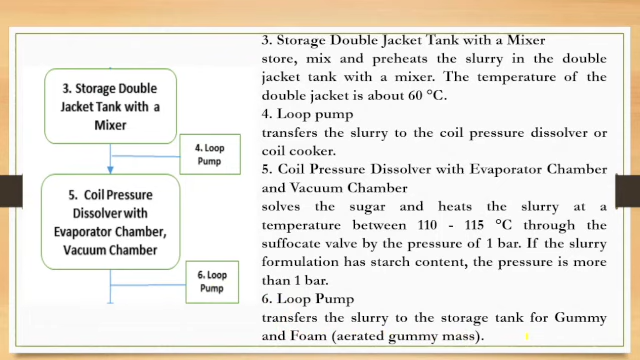 3. Storage Double
Jacket Tank with a
Mixer
4. Loop
Pump
5. Coil Pressure
Dissolver with
Evaporator Chamber,
Vacuum Chamber
6. Loop
Pump
3. Storage Double Jacket Tank with a Mixer
store, mix and preheats the slurry in the double
jacket tank with a mixer. The temperature of the
double jacket is about 60 °C.
4. Loop pump
transfers the slurry to the coil pressure dissolver or
coil cooker.
5. Coil Pressure Dissolver with Evaporator Chamber
and Vacuum Chamber
solves the sugar and heats the slurry at a
temperature between 110 - 115 °C through the
suffocate valve by the pressure of 1 bar. If the slurry
formulation has starch content, the pressure is more
than 1 bar.
6. Loop Pump
transfers the slurry to the storage tank for Gummy
and Foam (aerated gummy mass).